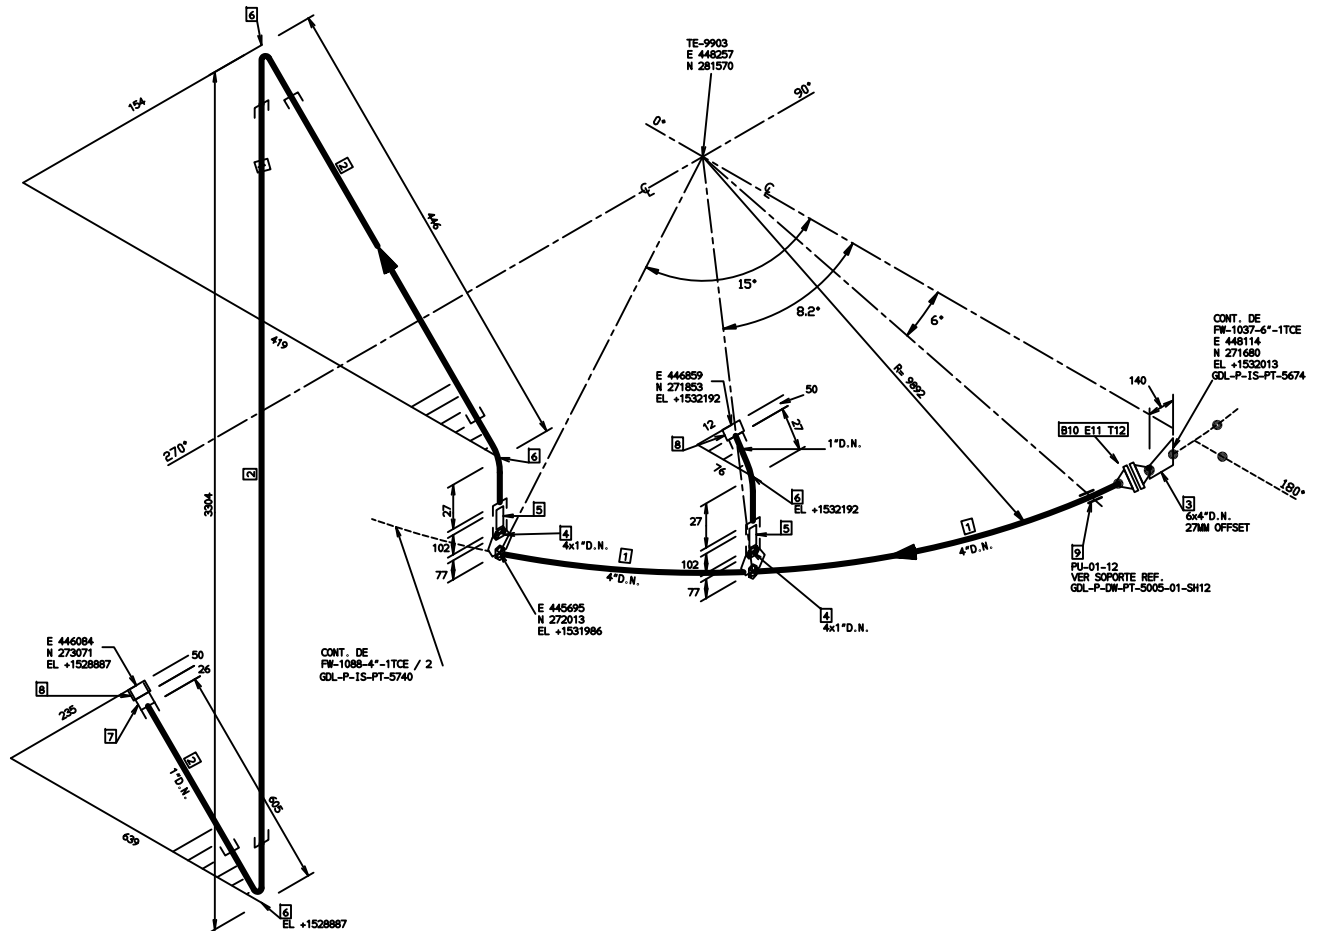 6
TE-9903
E 448257
N 281570
90°
0°
154
2
446
℄
℄
15°
8.2°
6°
CONT. DE
FW-1037-6"-1TCE
E 448114
N 271680
EL +1532013
GDL-P-IS-PT-5674
140
R= 9892
419
E 446859
N 271853
EL +1532192
50
12
27
8
1"D.N.
76
B10 E11 T12
270°
6
6
EL +1532192
180°
3
6x4"D.N.
27MM OFFSET
2
3304
27
5
27
5
1
4"D.N.
102
4
4x1"D.N.
1
4"D.N.
102
77
77
9
PU-01-12
VER SOPORTE REF.
GDL-P-DW-PT-5005-01-SH12
4
4x1"D.N.
E 445695
N 272013
EL +1531986
E 446084
N 273071
EL +1528887
CONT. DE
FW-1088-4"-1TCE / 2
GDL-P-IS-PT-5740
50
26
8
235
7
2
1"D.N.
605
639
6
EL +1528887